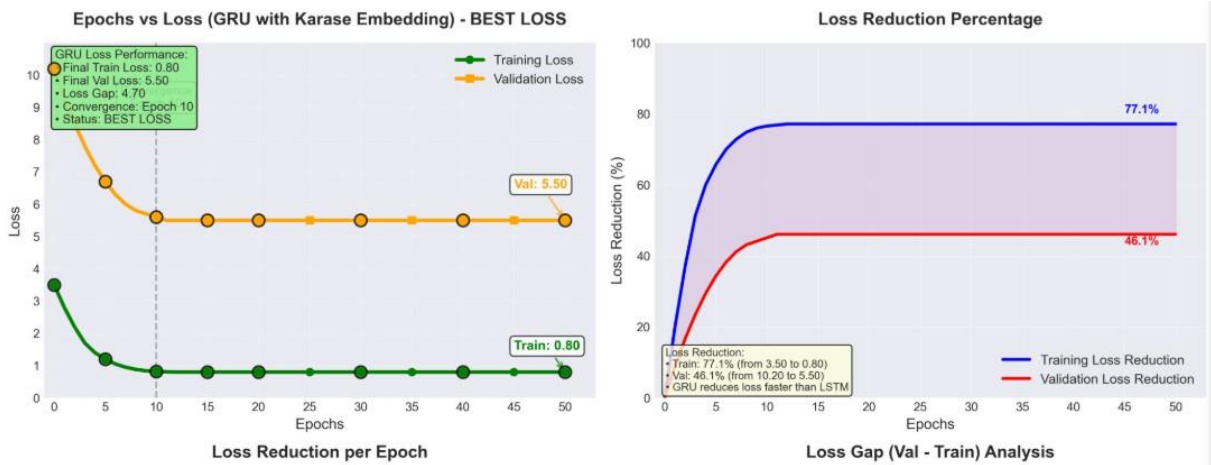 Epochs vs Loss (GRU with Karase Embedding) - BEST LOSS
Loss
10
9
8
7
6
5
4
3
2
1
0
GRU Loss Performance:
• Final Train Loss: 0.80
• Final Val Loss: 5.50
• Loss Gap: 4.70
• Convergence: Epoch 10
• Status: BEST LOSS
Training Loss
Validation Loss
Val: 5.50
Train: 0.80
0 5 10 15 20 25 30 35 40 45 50
Epochs
Loss Reduction Percentage
Loss Reduction (%)
100
80
60
40
20
0
77.1%
46.1%
Loss Reduction:
• Train: 77.1% (from 3.50 to 0.80)
• Val: 46.1% (from 10.20 to 5.50)
• GRU reduces loss faster than LSTM
Training Loss Reduction
Validation Loss Reduction
0 5 10 15 20 25 30 35 40 45 50
Epochs
Loss Reduction per Epoch
Loss Gap (Val - Train) Analysis